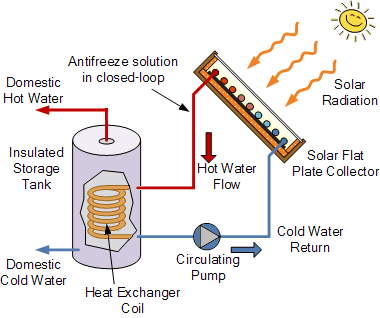 Antifreeze solution
in closed-loop
Domestic
Hot Water
Solar
Radiation
Insulated
Storage
Tank
Hot Water
Flow
Solar Flat
Plate Collector
Cold Water
Return
Circulating
Pump
Domestic
Cold Water
Heat Exchanger
Coil